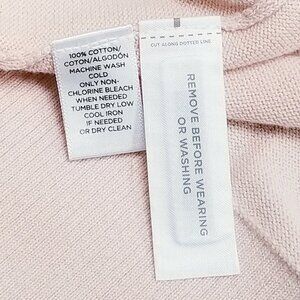 100% COTTON/
COTON/ALGODÓN
MACHINE WASH
COLD
ONLY NON-
CHLORINE BLEACH
WHEN NEEDED
TUMBLE DRY LOW
COOL IRON
IF NEEDED
OR DRY CLEAN
CUT ALONG DOTTED LINE
REMOVE BEFORE WEARING
OR WASHING